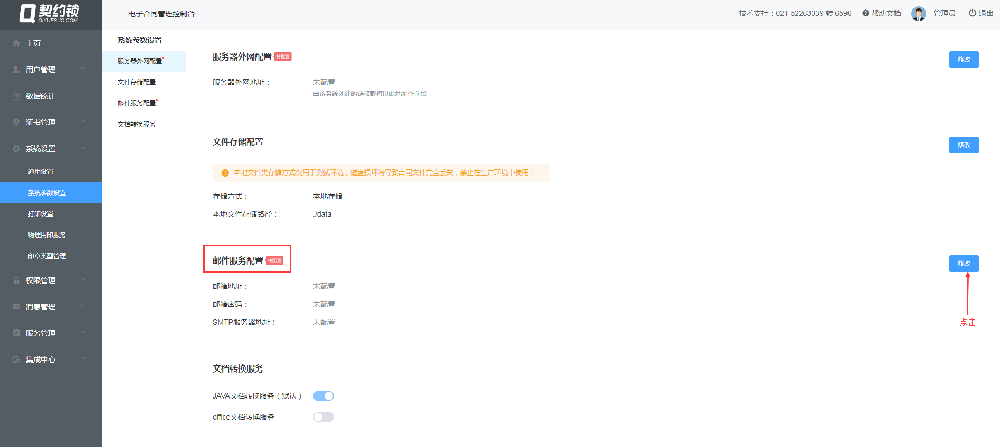 契约锁
QIYUESUO.COM
电子合同管理控制台
技术支持：021-52263339 转 6596
帮助文档
管理员
退出
主页
用户管理
数据统计
证书管理
系统设置
通用设置
系统参数设置
打印设置
物理用印服务
印章类型管理
权限管理
消息管理
服务管理
集成中心
系统参数设置
服务器外网配置
文件存储配置
邮件服务配置
文档转换服务
服务器外网配置 待配置
修改
服务器外网地址： 未配置
由该系统创建的链接都将以此地址作前缀
文件存储配置
修改
本地文件夹存储方式仅用于测试环境，磁盘损坏将导致合同文件完全丢失，禁止在生产环境中使用！
存储方式： 本地存储
本地文件存储路径： ./data
邮件服务配置 待配置
修改
邮箱地址： 未配置
邮箱密码： 未配置
SMTP服务器地址： 未配置
点击
文档转换服务
JAVA文档转换服务（默认）
office文档转换服务